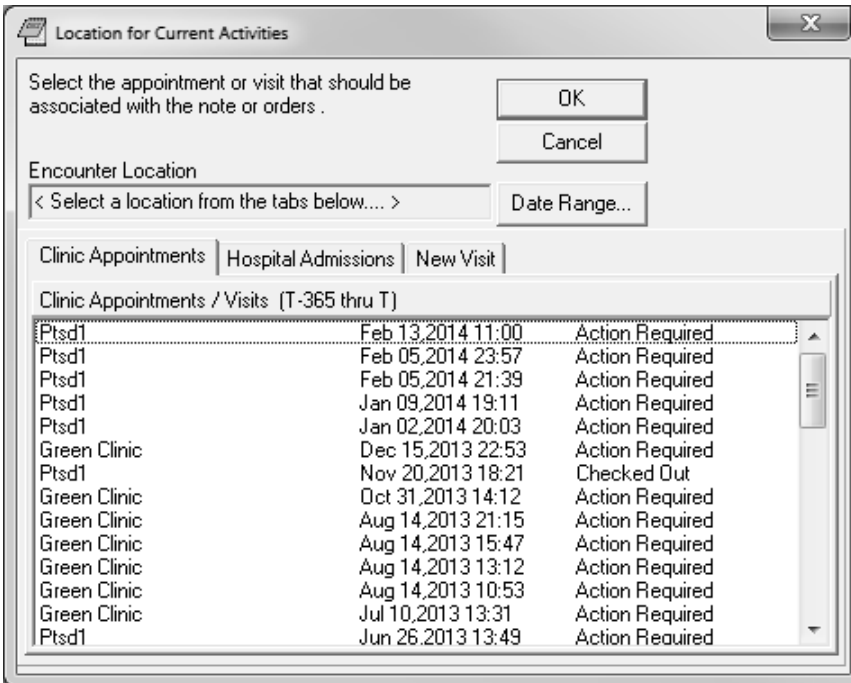 Location for Current Activities
Select the appointment or visit that should be
associated with the note or orders .
OK
Cancel
Encounter Location
< Select a location from the tabs below.... >
Date Range...
Clinic Appointments
Hospital Admissions
New Visit
Clinic Appointments / Visits (T-365 thru T)
Ptsd1 Feb 13,2014 11:00 Action Required
Ptsd1 Feb 05,2014 23:57 Action Required
Ptsd1 Feb 05,2014 21:39 Action Required
Ptsd1 Jan 09,2014 19:11 Action Required
Ptsd1 Jan 02,2014 20:03 Action Required
Green Clinic Dec 15,2013 22:53 Action Required
Ptsd1 Nov 20,2013 18:21 Checked Out
Green Clinic Oct 31,2013 14:12 Action Required
Green Clinic Aug 14,2013 21:15 Action Required
Green Clinic Aug 14,2013 15:47 Action Required
Green Clinic Aug 14,2013 13:12 Action Required
Green Clinic Aug 14,2013 10:53 Action Required
Green Clinic Jul 10,2013 13:31 Action Required
Ptsd1 Jun 26,2013 13:49 Action Required